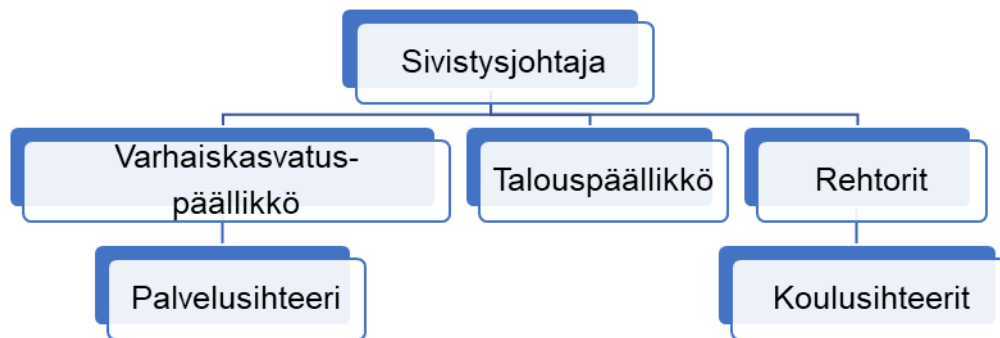 Sivistysjohtaja
Varhaiskasvatus-
päällikkö
Talouspäällikkö
Rehtorit
Palvelusihteeri
Koulusihteerit